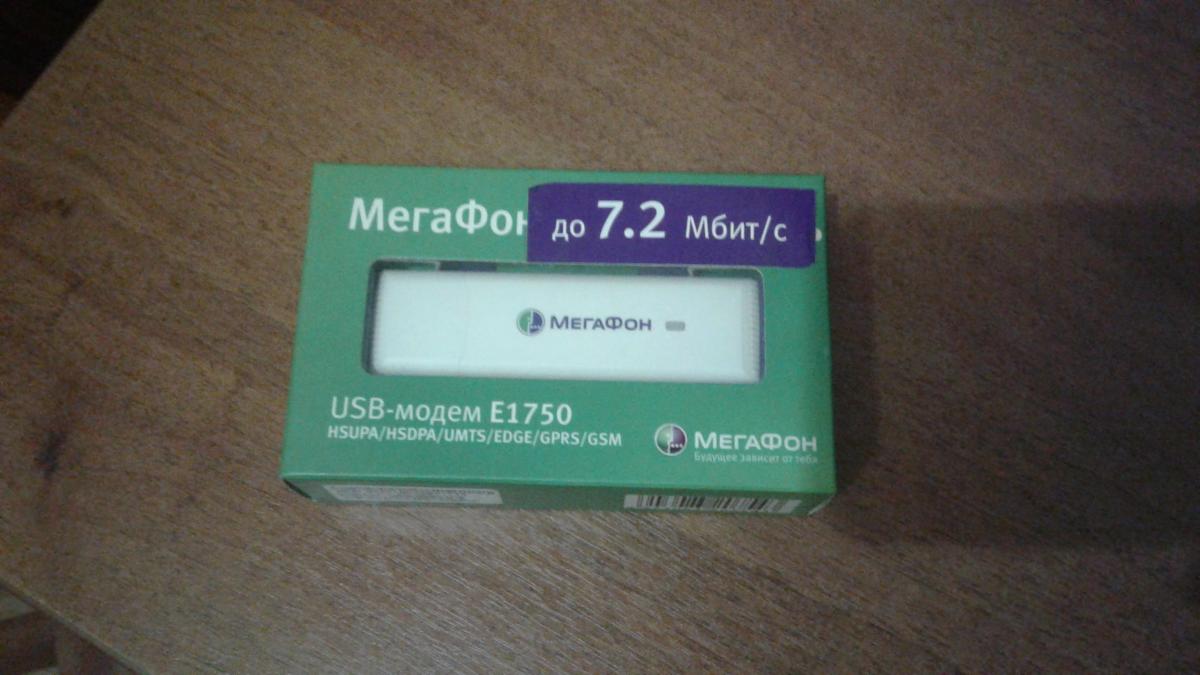 МегаФон
до 7.2 Мбит/с
МЕГАФОН
USB-модем E1750
HSUPA/HSDPA/UMTS/EDGE/GPRS/GSM
МЕГАФОН
Будущее зависит от тебя